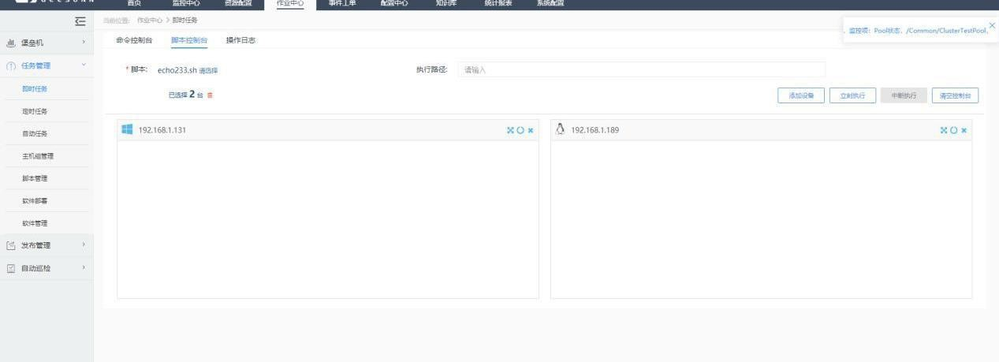 首页 监控中心 资源配置 作业中心 事件工单 配置中心 知识库 统计报表 系统配置
当前位置: 作业中心 > 即时任务
监控项: Pool状态, /Common/ClusterTestPool,
堡垒机
任务管理
即时任务
定时任务
自动任务
主机组管理
脚本管理
软件部署
软件管理
发布管理
自动巡检
命令控制台 脚本控制台 操作日志
* 脚本: echo233.sh 请选择 执行路径: 请输入
已选择 2 台
添加设备 立刻执行 中断执行 清空控制台
192.168.1.131
192.168.1.189